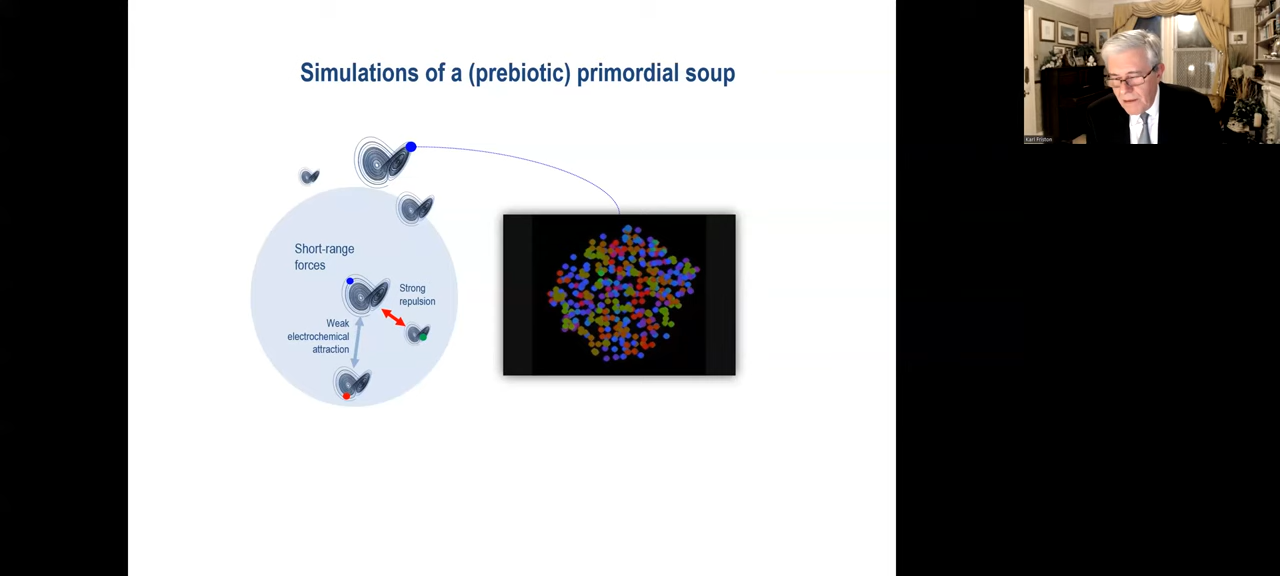 Simulations of a (prebiotic) primordial soup
Short-range
forces
Strong
repulsion
Weak
electrochemical
attraction
Karl Friston